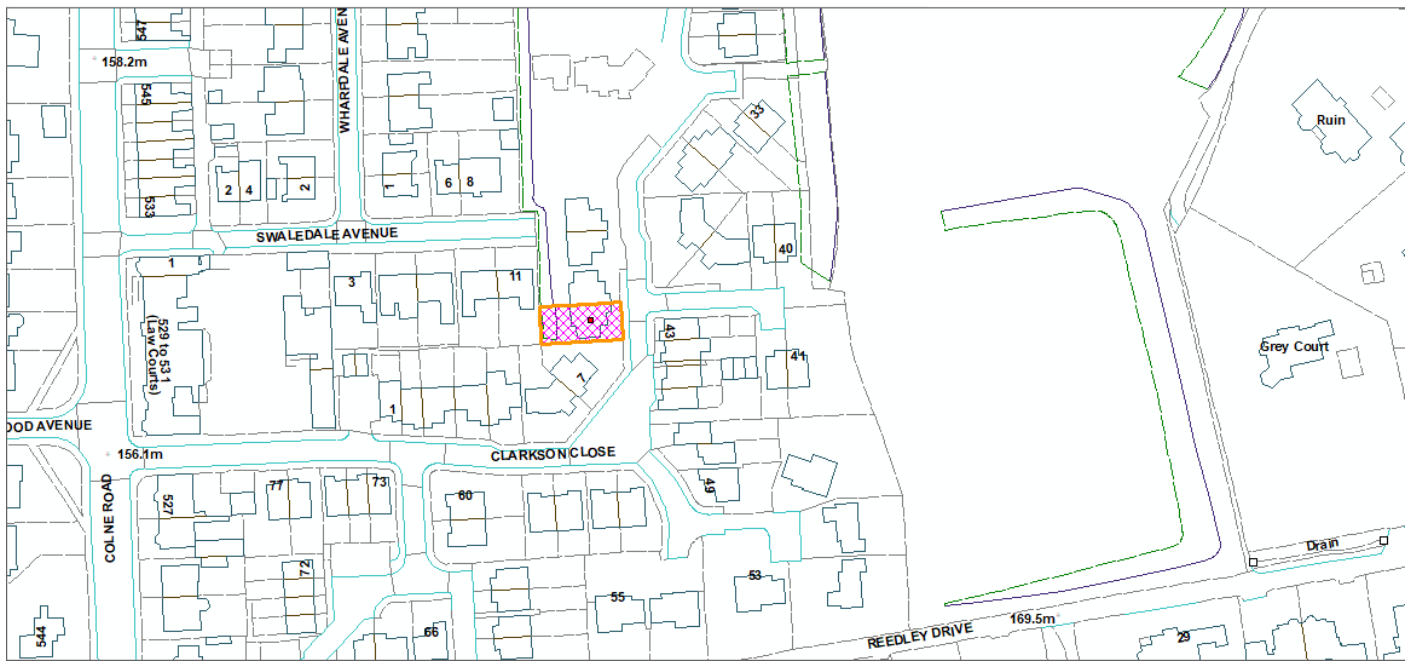 547
WHARFDALE AVEN
158.2m
545
33
Ruin
2 4
2
1
6 8
533
SWALEDALE AVENUE
40
1
3
11
529 to 531
(Law Courts)
43
41
Grey Court
7
1
OOD AVENUE
156.1m
CLARKSON CLOSE
COLNE ROAD
527
77
73
60
49
Drain
72
53
55
169.5m
REEDLEY DRIVE
29
544
66